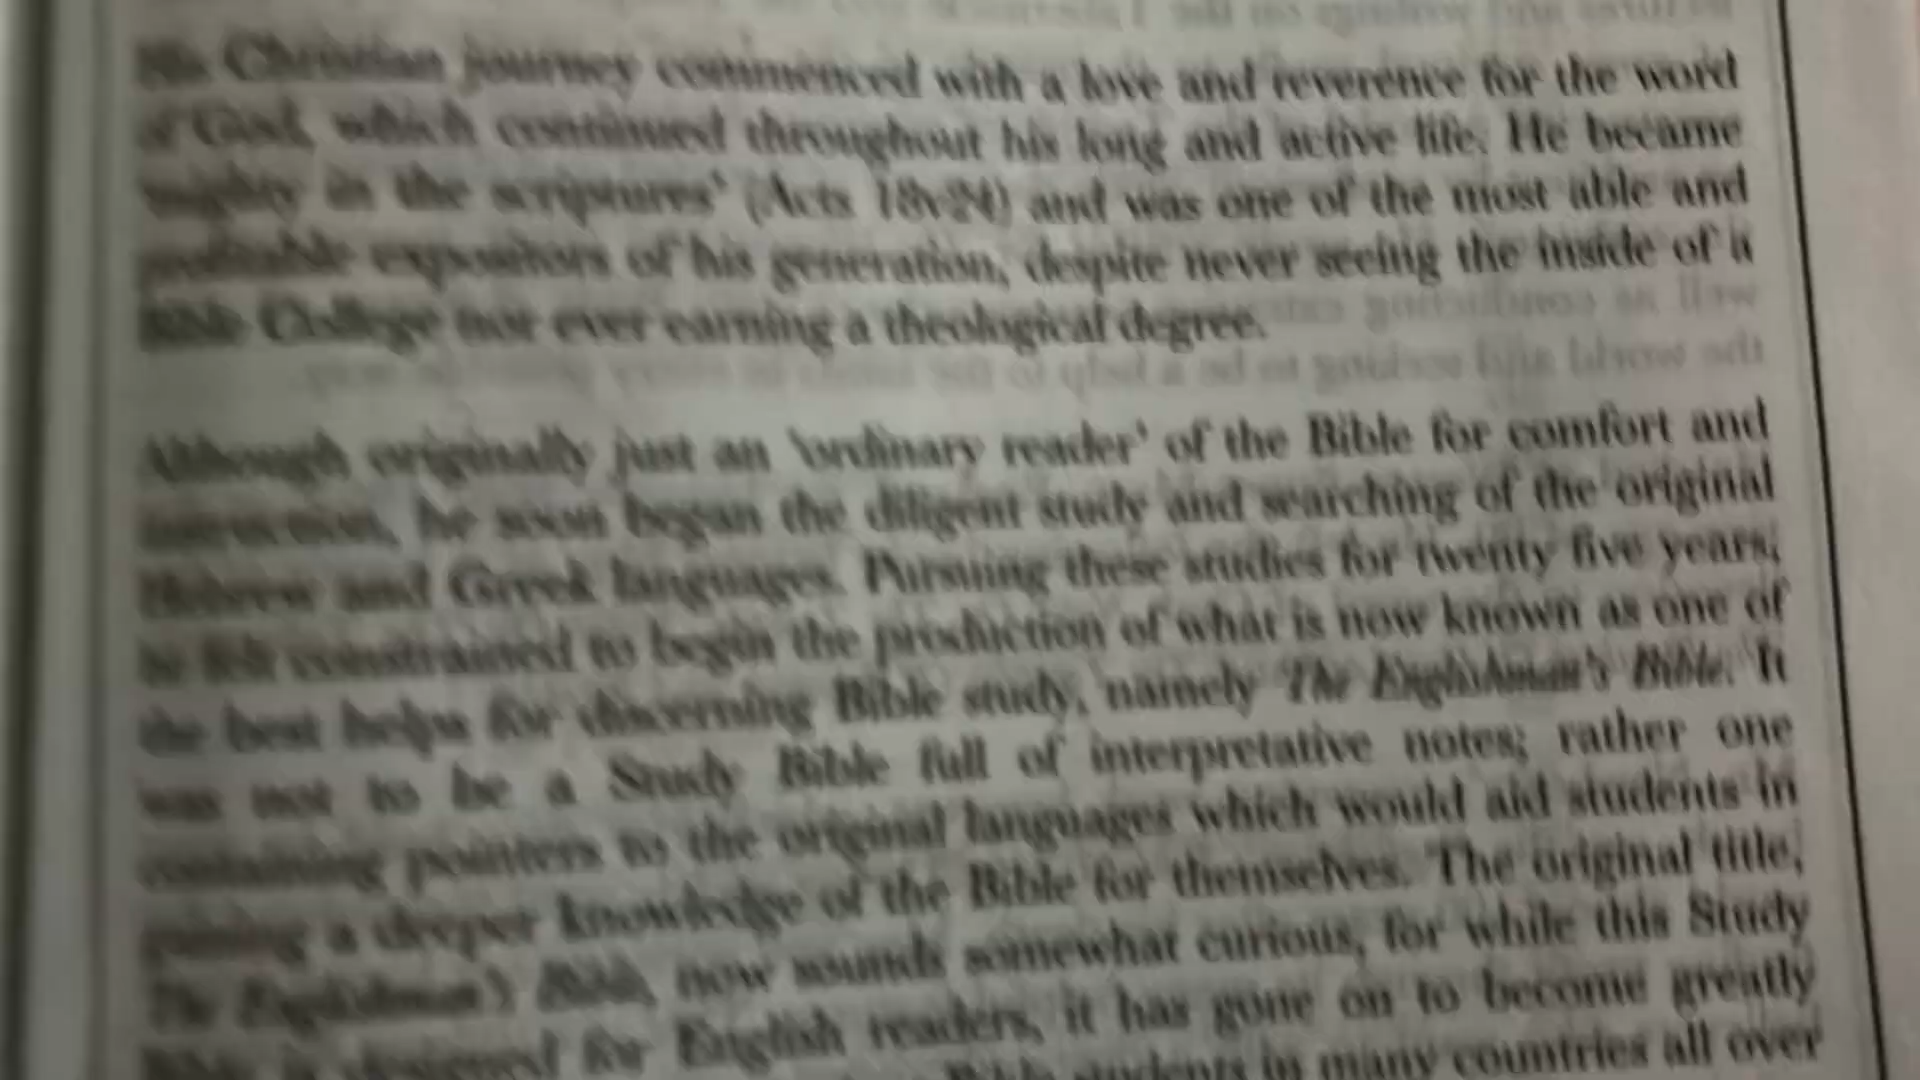 His Christian journey commenced with a love and reverence for the word
of God, which continued throughout his long and active life. He became
mighty in the scriptures' (Acts 18v24) and was one of the most able and
expositors of his generation, despite never seeing the inside of a
Bible College nor ever earning a theological degree.
Although originally just an 'ordinary reader' of the Bible for comfort and
he soon began the diligent study and searching of the original
Hebrew and Greek languages. Pursuing these studies for twenty five years,
he felt constrained to begin the production of what is now known as one of
the best helps for discerning Bible study, namely The Englishman's Bible. It
was not to be a Study Bible full of interpretative notes; rather one
containing pointers to the original languages which would aid students in
gaining a deeper knowledge of the Bible for themselves. The original title,
The Englishman's Bible, now sounds somewhat curious, for while this Study
Bible is designed for English readers, it has gone on to become greatly
Bible students in many countries all over